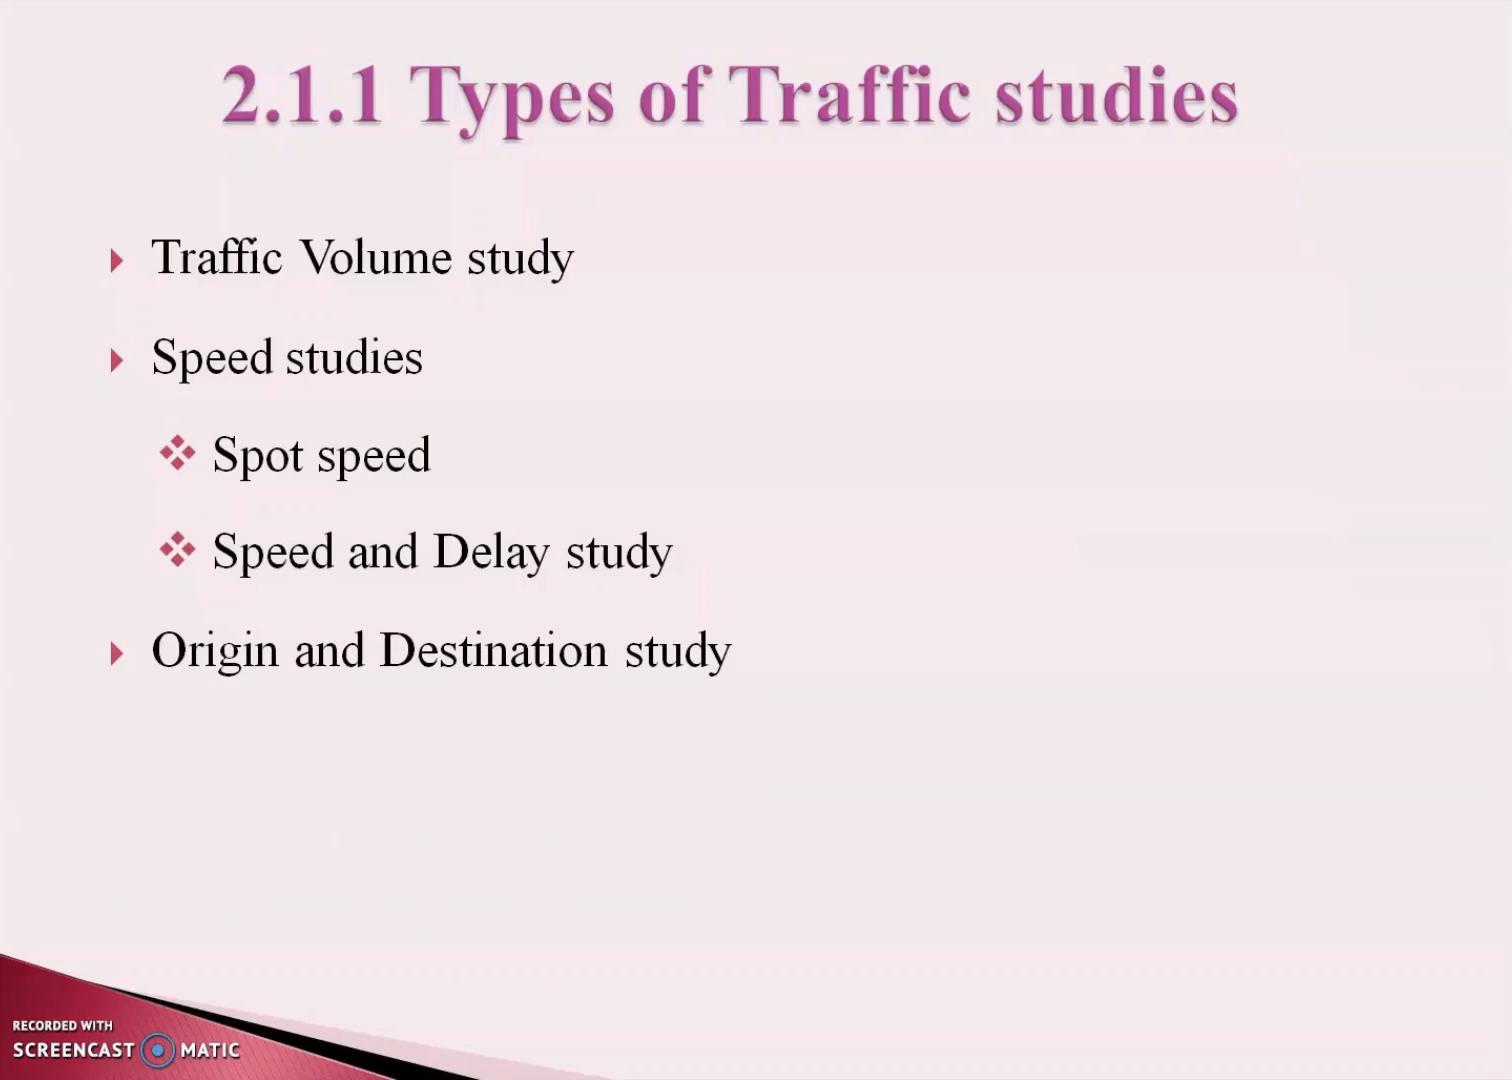 2.1.1 Types of Traffic studies
Traffic Volume study
Speed studies
Spot speed
Speed and Delay study
Origin and Destination study
RECORDED WITH
SCREENCAST MATIC